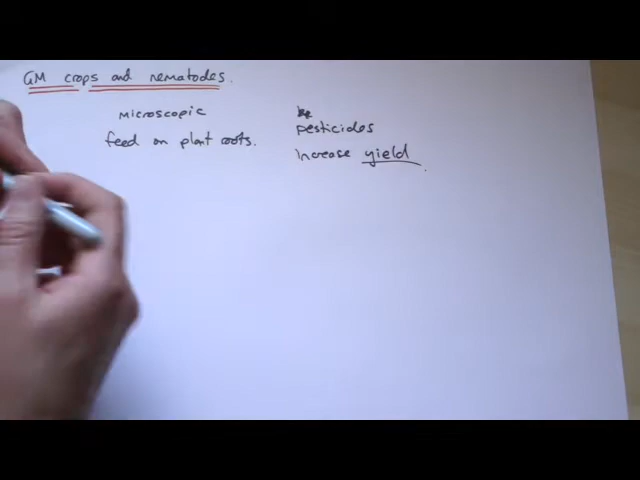 GM crops and nematodes.
microscopic
feed on plant roots.
pesticides
increase yield.